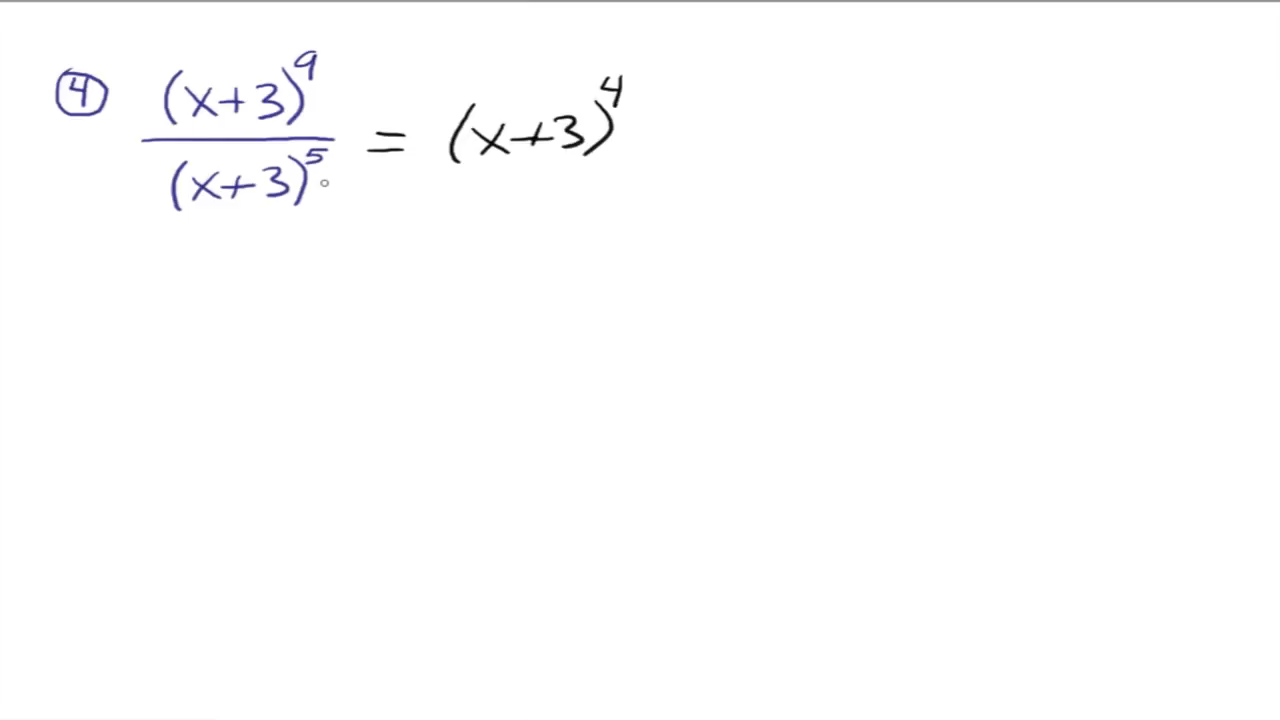 ④ (x+3)⁹ / (x+3)⁵ = (x+3)⁴